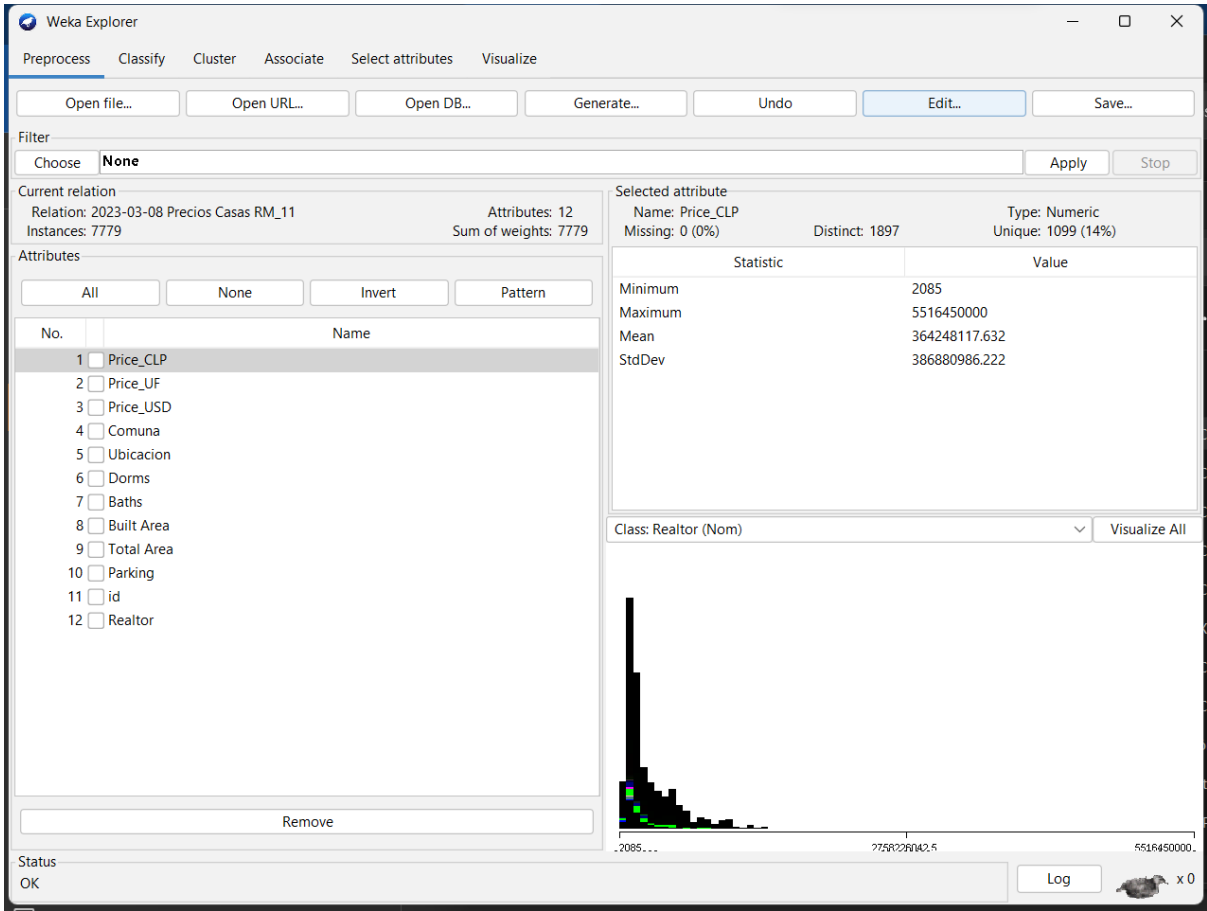 Weka Explorer
Preprocess Classify Cluster Associate Select attributes Visualize
Open file... Open URL... Open DB... Generate... Undo Edit... Save...
Filter
Choose None Apply Stop
Current relation
Relation: 2023-03-08 Precios Casas RM_11 Attributes: 12
Instances: 7779 Sum of weights: 7779
Attributes
All None Invert Pattern
No. Name
1 Price_CLP
2 Price_UF
3 Price_USD
4 Comuna
5 Ubicacion
6 Dorms
7 Baths
8 Built Area
9 Total Area
10 Parking
11 id
12 Realtor
Remove
Selected attribute
Name: Price_CLP Type: Numeric
Missing: 0 (0%) Distinct: 1897 Unique: 1099 (14%)
Statistic Value
Minimum 2085
Maximum 5516450000
Mean 364248117.632
StdDev 386880986.222
Class: Realtor (Nom) Visualize All
2085 2758226042.5 5516450000
Status
OK
Log x 0